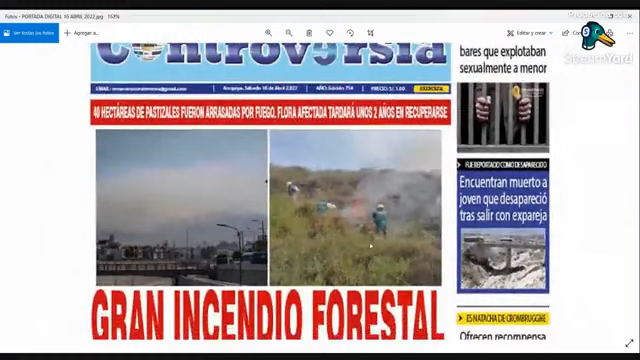 Fotos - PORTADA DIGITAL 16 ABRIL 2022.jpg
Ver todas las fotos
Agregar a
Editar y crear
StreamYard
Controversia
Arequipa, Sábado 16 de Abril 2022
PRECIO: S/. 1.00
40 HECTÁREAS DE PASTIZALES FUERON ARRASADAS POR FUEGO. FLORA AFECTADA TARDARÁ UNOS 2 AÑOS EN RECUPERARSE
GRAN INCENDIO FORESTAL
bares que explotaban
sexualmente a menor
FUE REPORTADO COMO DESAPARECIDO
Encuentran muerto a
joven que desapareció
tras salir con expareja
ES NATACHA DE CROMBRUGGHE
Ofrecen recompensa